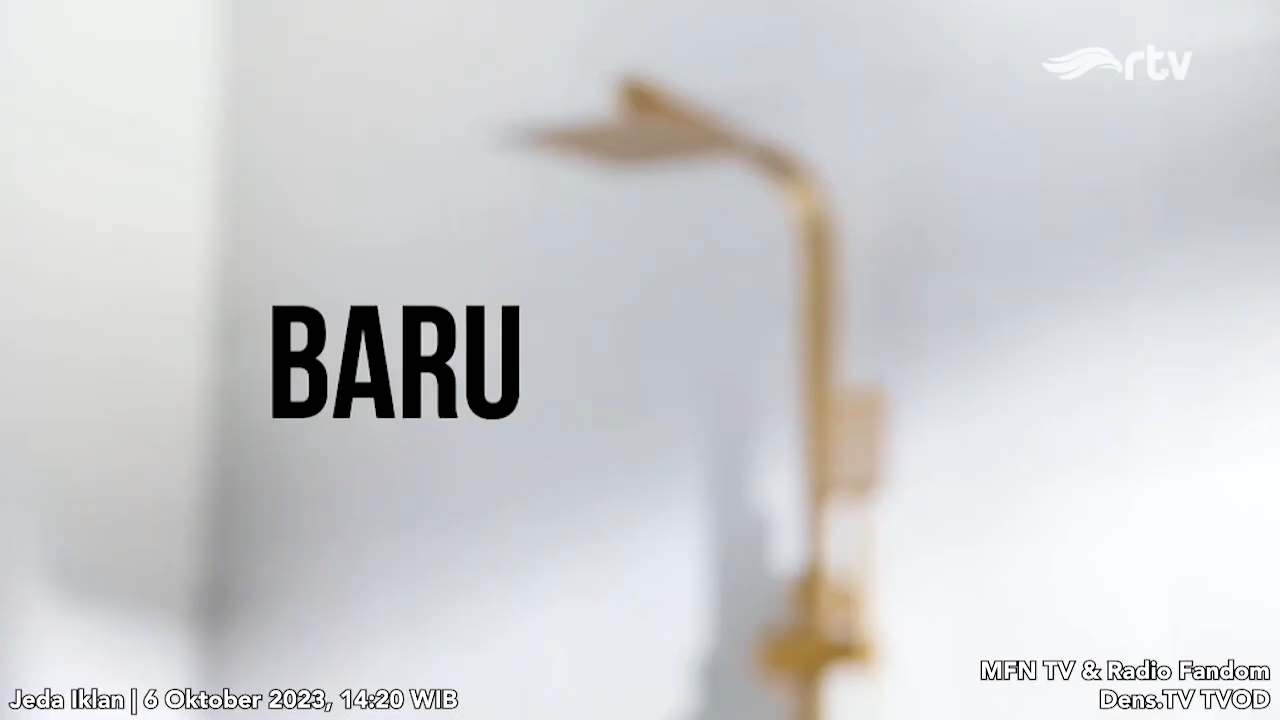 rtv
BARU
MFN TV & Radio Fandom
Jeda Iklan | 6 Oktober 2023, 14:20 WIB
Dens.TV TVOD